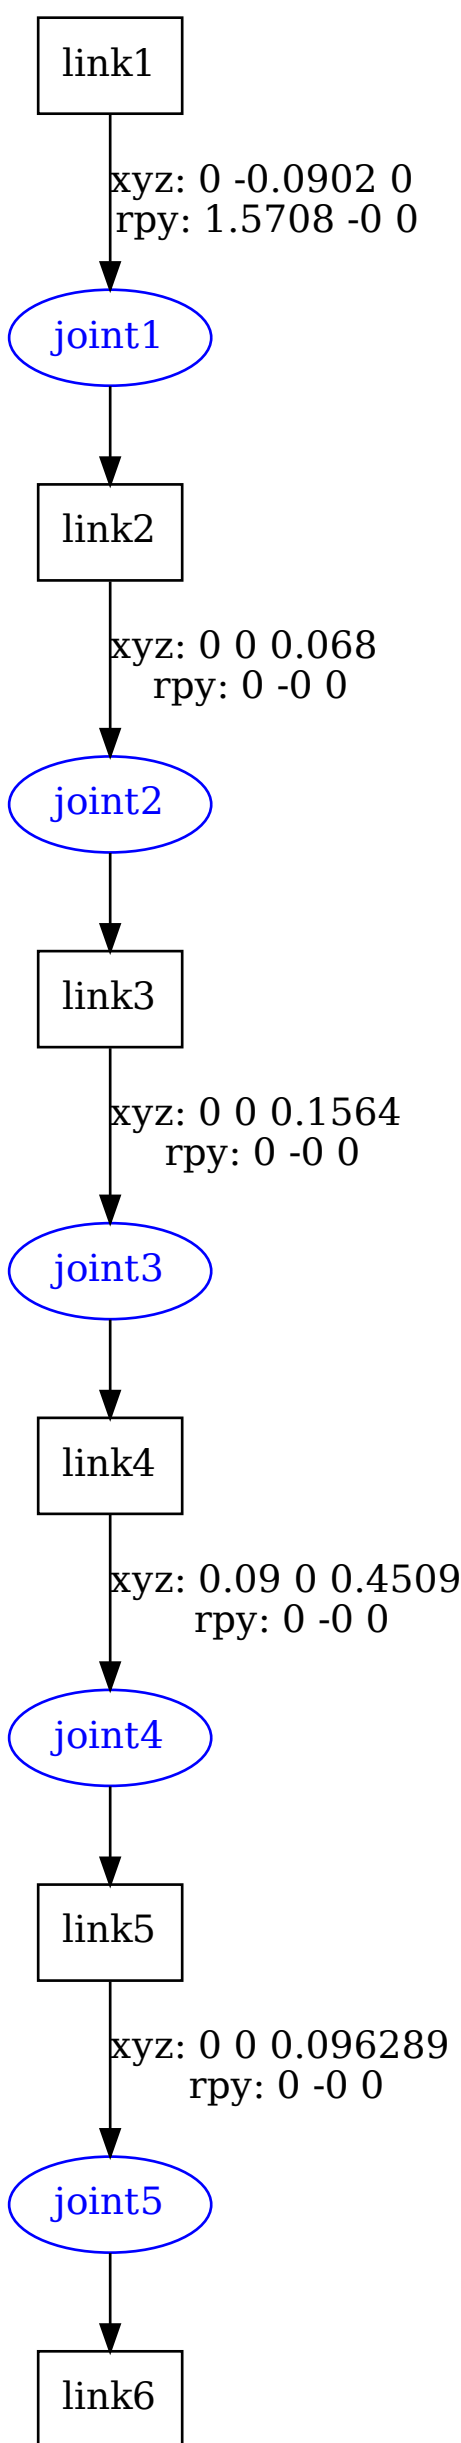 link1
xyz: 0 -0.0902 0
rpy: 1.5708 -0 0
joint1
link2
xyz: 0 0 0.068
rpy: 0 -0 0
joint2
link3
xyz: 0 0 0.1564
rpy: 0 -0 0
joint3
link4
xyz: 0.09 0 0.4509
rpy: 0 -0 0
joint4
link5
xyz: 0 0 0.096289
rpy: 0 -0 0
joint5
link6